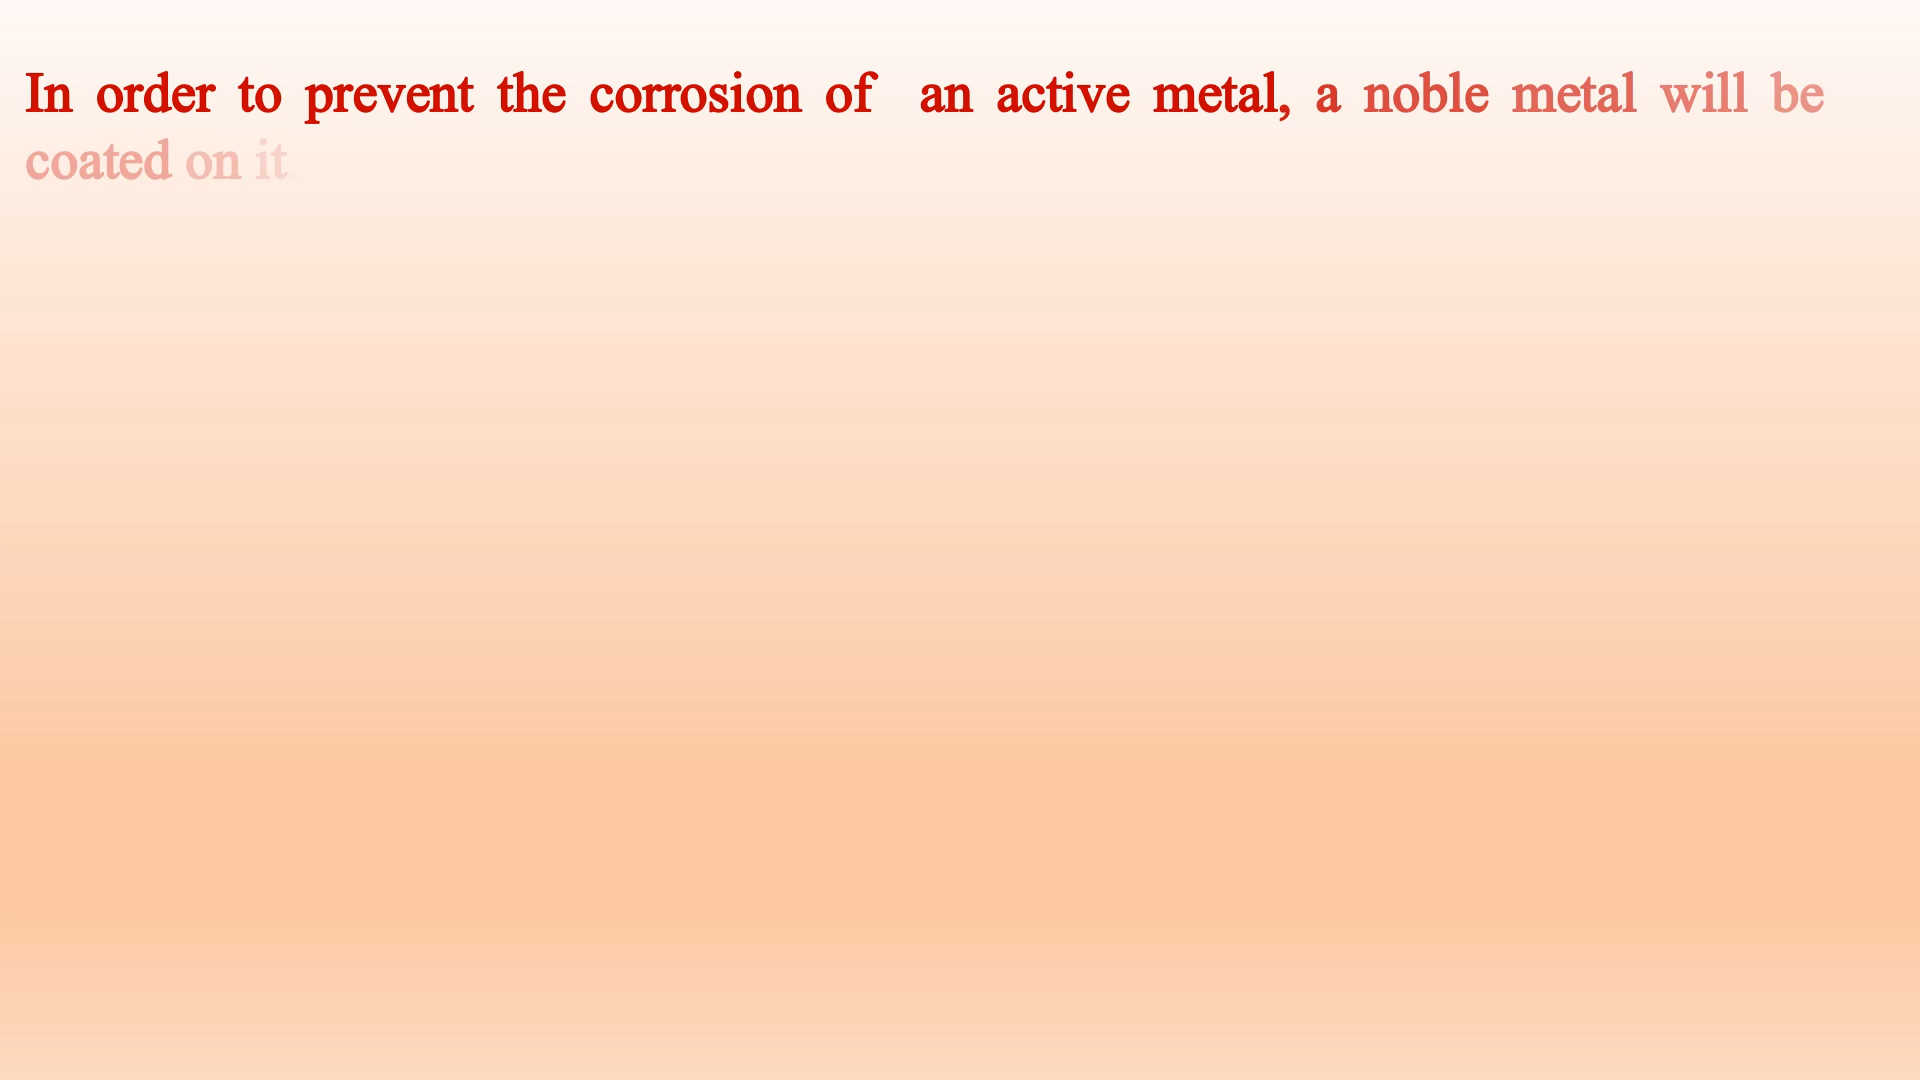 In order to prevent the corrosion of an active metal, a noble metal will be
coated on it.